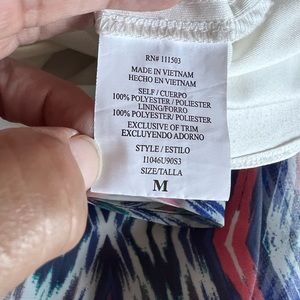 RN# 111503
MADE IN VIETNAM
HECHO EN VIETNAM
SELF / CUERPO
100% POLYESTER / POLIESTER
LINING/FORRO
100% POLYESTER / POLIESTER
EXCLUSIVE OF TRIM
EXCLUYENDO ADORNO
STYLE / ESTILO
I1046U90S3
SIZE/TALLA
M